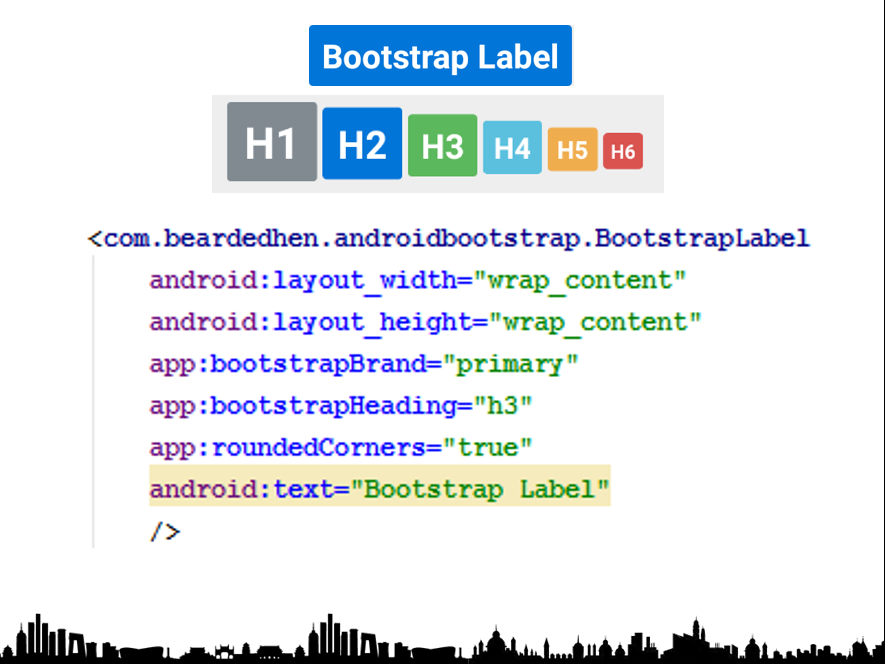 Bootstrap Label
H1 H2 H3 H4 H5 H6
<com.beardedhen.androidbootstrap.BootstrapLabel
android:layout_width="wrap_content"
android:layout_height="wrap_content"
app:bootstrapBrand="primary"
app:bootstrapHeading="h3"
app:roundedCorners="true"
android:text="Bootstrap Label"
/>